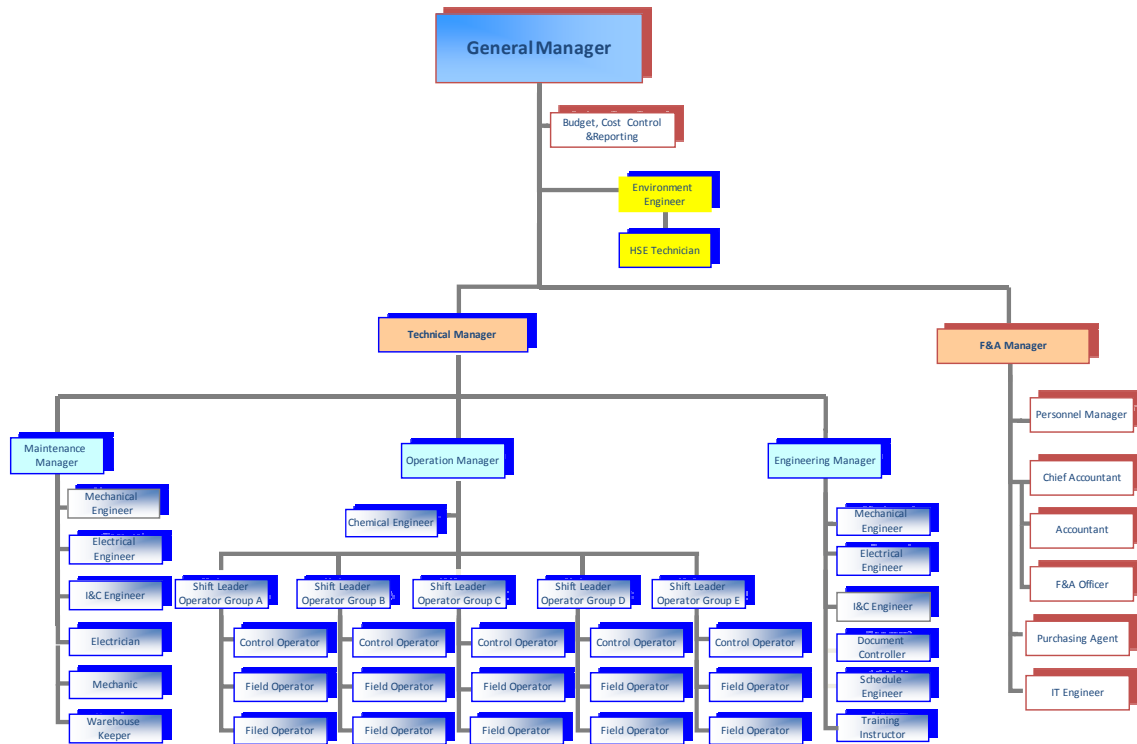 General Manager
Budget, Cost Control
&Reporting
Environment
Engineer
HSE Technician
Technical Manager
F&A Manager
Maintenance
Manager
Mechanical
Engineer
Electrical
Engineer
I&C Engineer
Electrician
Mechanic
Warehouse
Keeper
Operation Manager
Chemical Engineer
Shift Leader
Operator Group A
Control Operator
Field Operator
Filed Operator
Shift Leader
Operator Group B
Control Operator
Field Operator
Field Operator
Shift Leader
Operator Group C
Control Operator
Field Operator
Field Operator
Shift Leader
Operator Group D
Control Operator
Field Operator
Field Operator
Shift Leader
Operator Group E
Control Operator
Field Operator
Field Operator
Engineering Manager
Mechanical
Engineer
Electrical
Engineer
I&C Engineer
Document
Controller
Schedule
Engineer
Training
Instructor
Personnel Manager
Chief Accountant
Accountant
F&A Officer
Purchasing Agent
IT Engineer